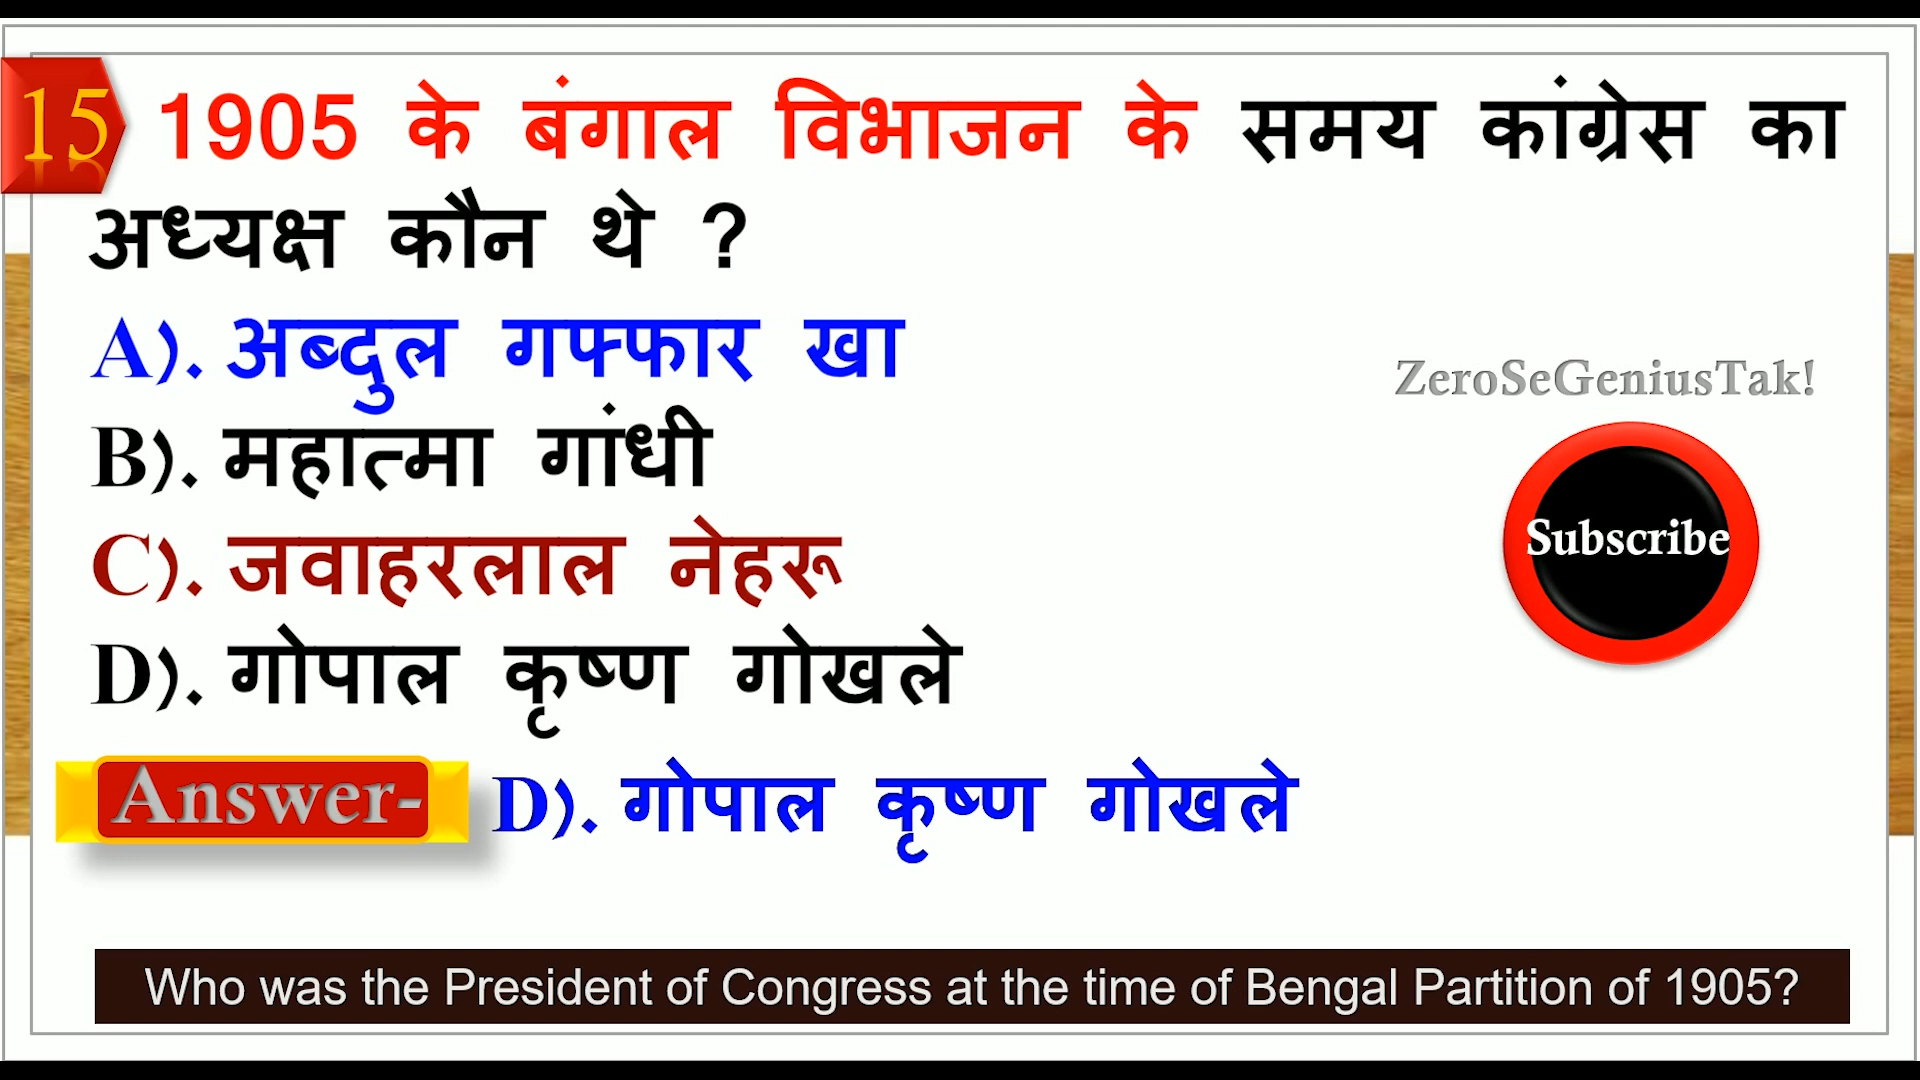 15 1905 के बंगाल विभाजन के समय कांग्रेस का
अध्यक्ष कौन थे ?
A). अब्दुल गफ्फार खा
B). महात्मा गांधी
C). जवाहरलाल नेहरू
D). गोपाल कृष्ण गोखले
ZeroSeGeniusTak!
Subscribe
Answer- D). गोपाल कृष्ण गोखले
Who was the President of Congress at the time of Bengal Partition of 1905?